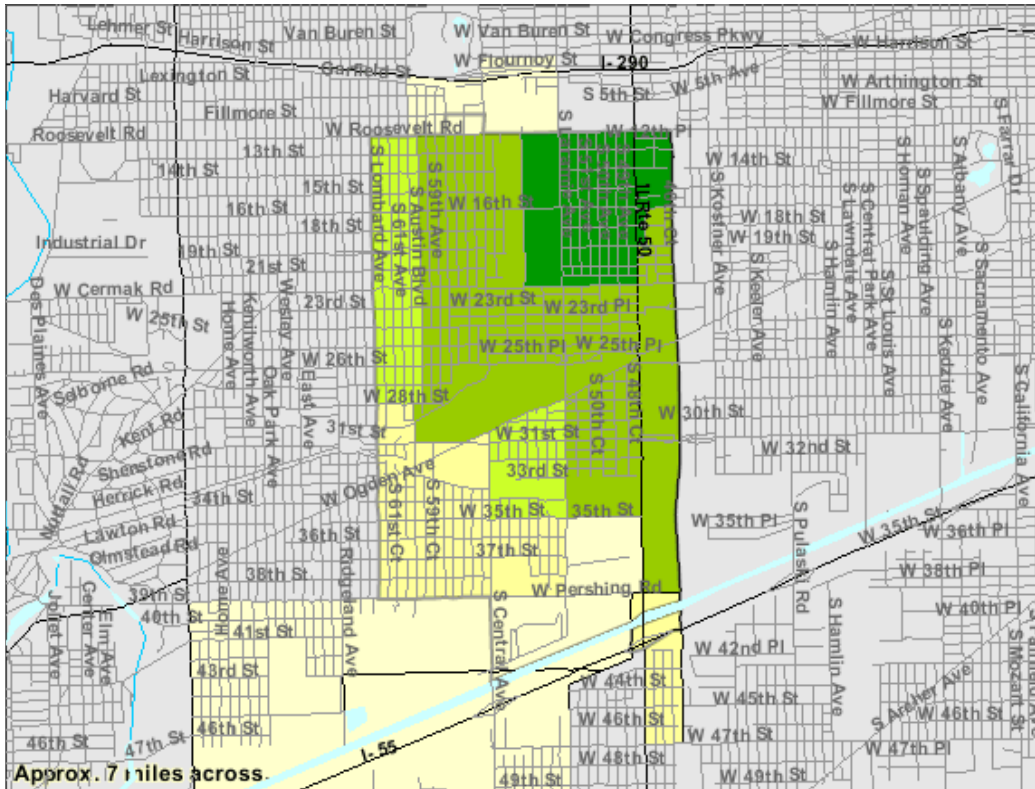 Lehmer St
Harrison St
Van Buren St
W Van Buren St
W Congress Pkwy
W Harrison St
W Flournoy St
I-290
Lexington St
Garfield St
W 5th Ave
W Arthington St
Harvard St
S 5th St
W Fillmore St
Fillmore St
S Farrar Dr
Roosevelt Rd
W Roosevelt Rd
W 12th Pl
13th St
14th St
W 14th St
15th St
16th St
W 16th St
18th St
W 18th St
W 19th St
Industrial Dr
19th St
21st St
S Lombard Ave
S 61st Ave
S Austin Blvd
S 59th Ave
IL Rte 50
46th Ct
S Kostner Ave
S Keeler Ave
S Homan Ave
S Spaulding Ave
S Albany Ave
S Central Park Ave
S Lawndale Ave
S Hamlin Ave
S St Louis Ave
S Kedzie Ave
S Sacramento Ave
S California Ave
Des Plaines Ave
W Cermak Rd
W 25th St
23rd St
W 23rd St
W 23rd Pl
Home Ave
Kenilworth Ave
Wesley Ave
W 26th St
W 25th Pl
W 25th Pl
Selborne Rd
Oak Park Ave
East Ave
W 28th St
S 50th Ct
S 48th Ct
W 30th St
Kent Rd
31st St
W 31st St
W 32nd St
Shenstone Rd
Nuttall Rd
Herrick Rd
34th St
W Ogden Ave
33rd St
Lawton Rd
S 61st Ct
S 59th Ct
W 35th St
35th St
W 35th Pl
W 35th St
W 36th Pl
Olmstead Rd
36th St
37th St
S Pulaski Rd
38th St
W 38th Pl
39th St
Home Ave
Ridgeland Ave
W Pershing Rd
Joliet Ave
Center Ave
Elm Ave
40th St
W 40th Pl
41st St
S Central Ave
W 42nd Pl
S Hamlin Ave
S Mozart St
43rd St
W 44th St
W 45th St
S Archer Ave
46th St
W 46th St
W 46th St
46th St
47th St
W 47th St
W 47th Pl
I-55
W 48th St
49th St
W 49th St
Approx. 7 miles across.